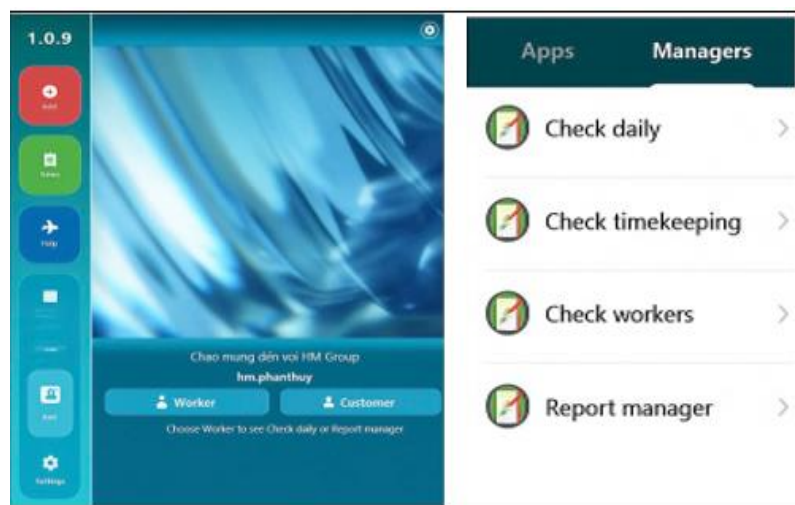 1.0.9
Add
Help
Chao mung dến voi HM Group
hm.phanthuy
Worker
Customer
Choose Worker to see Check daily or Report manager
Settings
Apps
Managers
Check daily
Check timekeeping
Check workers
Report manager